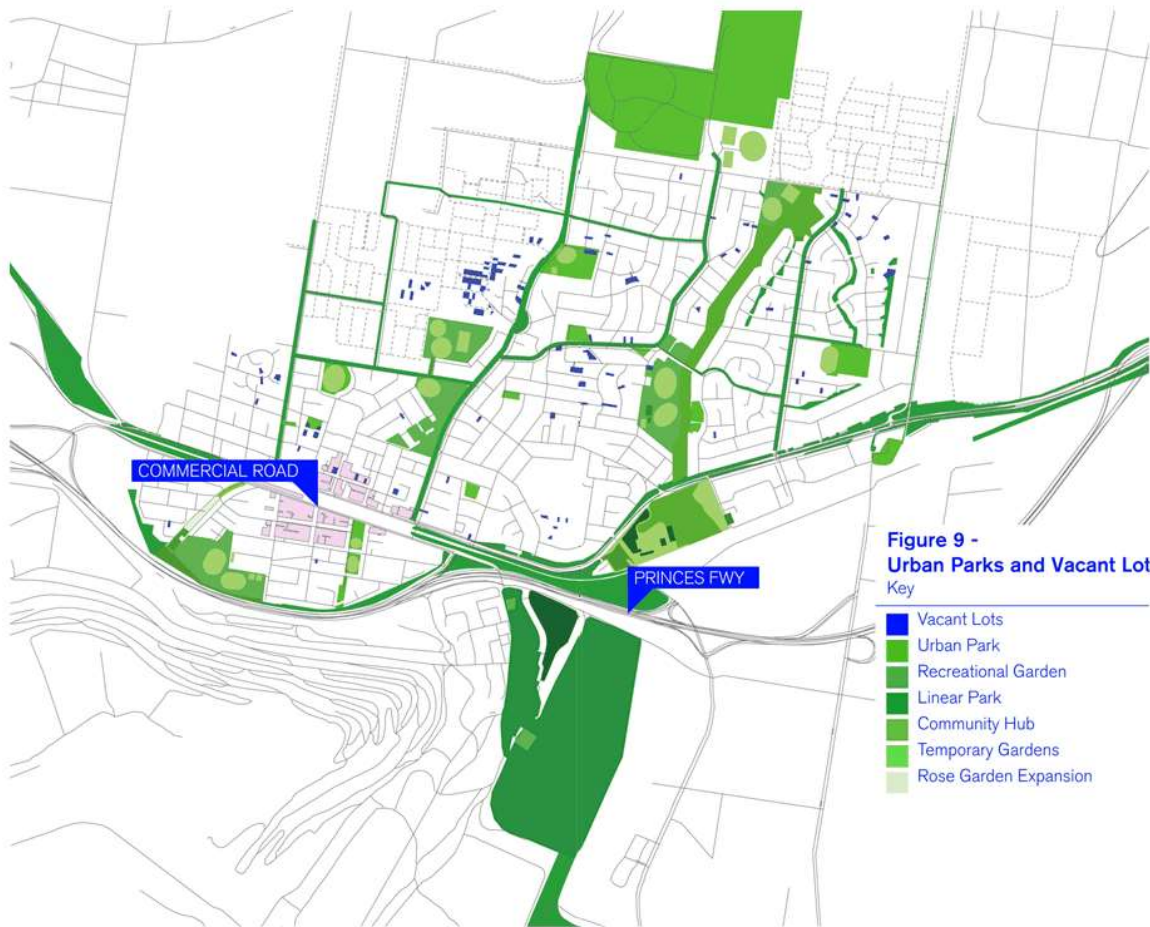 COMMERCIAL ROAD
PRINCES FWY
Figure 9 -
Urban Parks and Vacant Lot
Key
Vacant Lots
Urban Park
Recreational Garden
Linear Park
Community Hub
Temporary Gardens
Rose Garden Expansion